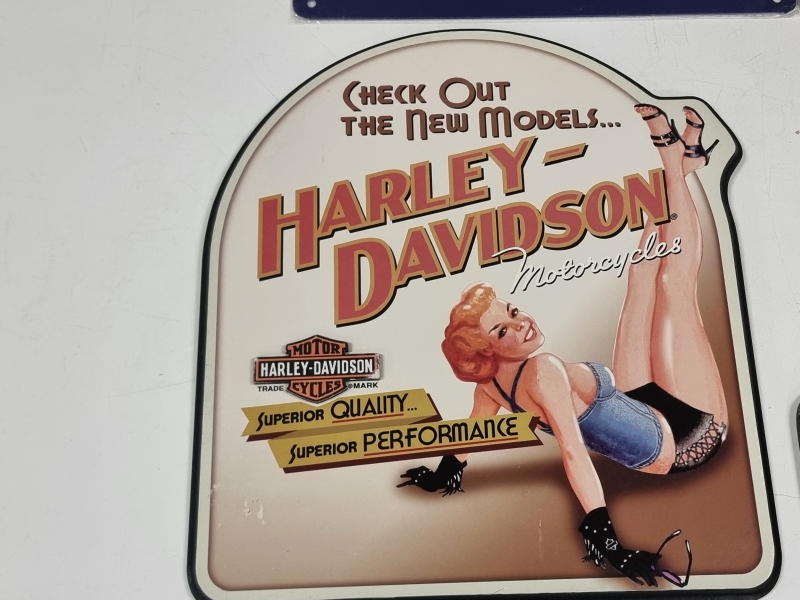 CHECK OUT
THE NEW MODELS...
HARLEY-
DAVIDSON®
Motorcycles
MOTOR
HARLEY-DAVIDSON
CYCLES
TRADE ®MARK
SUPERIOR QUALITY...
SUPERIOR PERFORMANCE